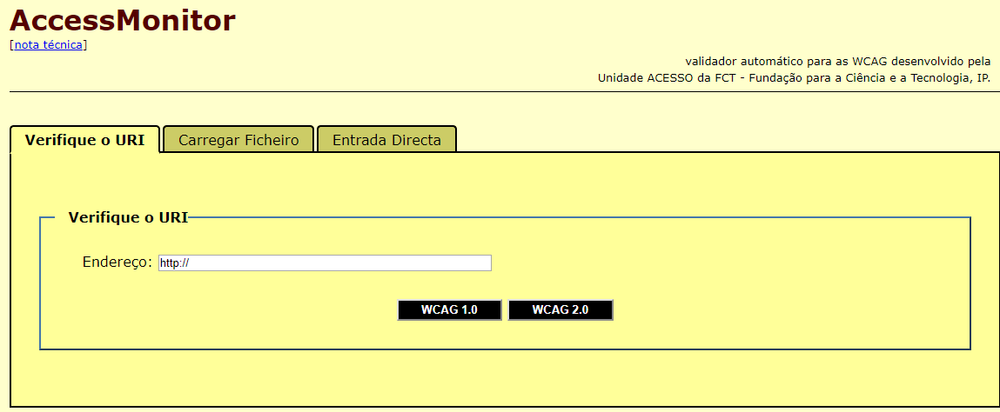 AccessMonitor
[nota técnica]
validador automático para as WCAG desenvolvido pela
Unidade ACESSO da FCT - Fundação para a Ciência e a Tecnologia, IP.
Verifique o URI
Carregar Ficheiro
Entrada Directa
Verifique o URI
Endereço: http://
WCAG 1.0
WCAG 2.0